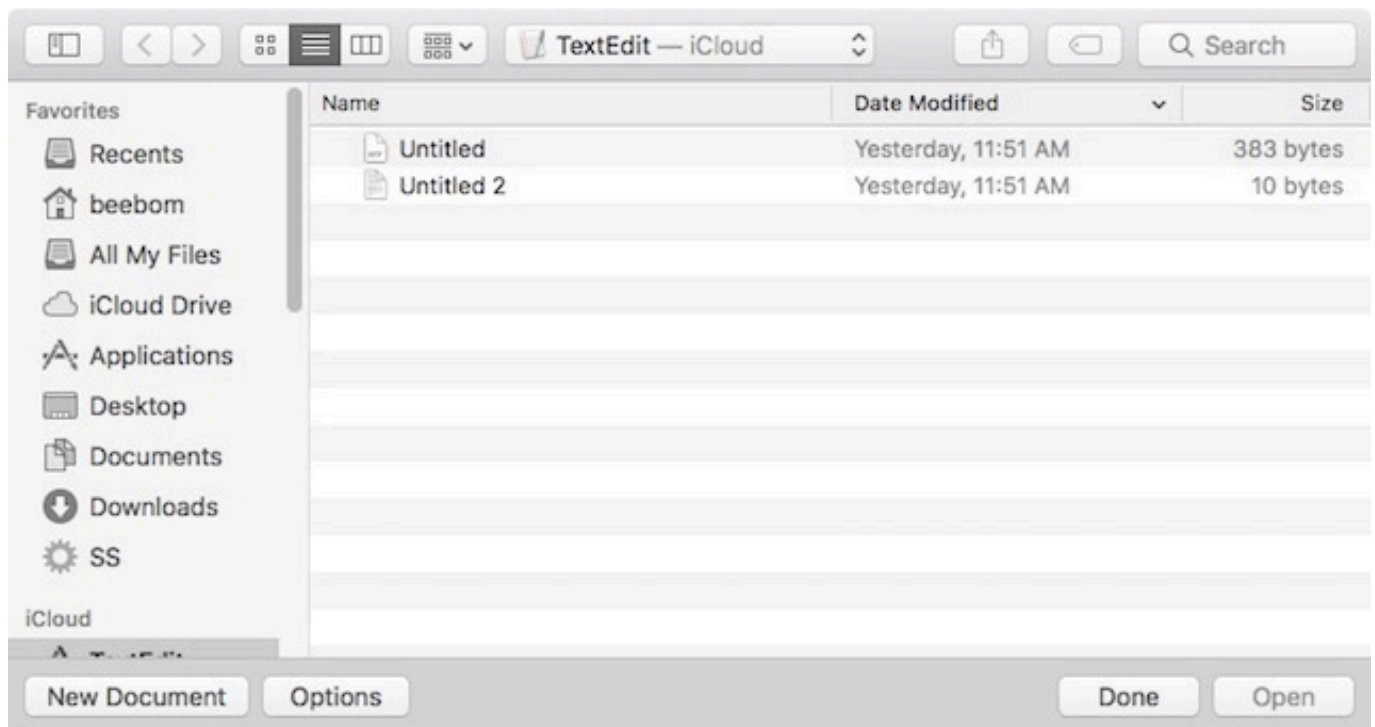 TextEdit — iCloud
Search
Favorites
Recents
beebom
All My Files
iCloud Drive
Applications
Desktop
Documents
Downloads
SS
iCloud
TextEdit
Name Date Modified Size
Untitled Yesterday, 11:51 AM 383 bytes
Untitled 2 Yesterday, 11:51 AM 10 bytes
New Document Options Done Open